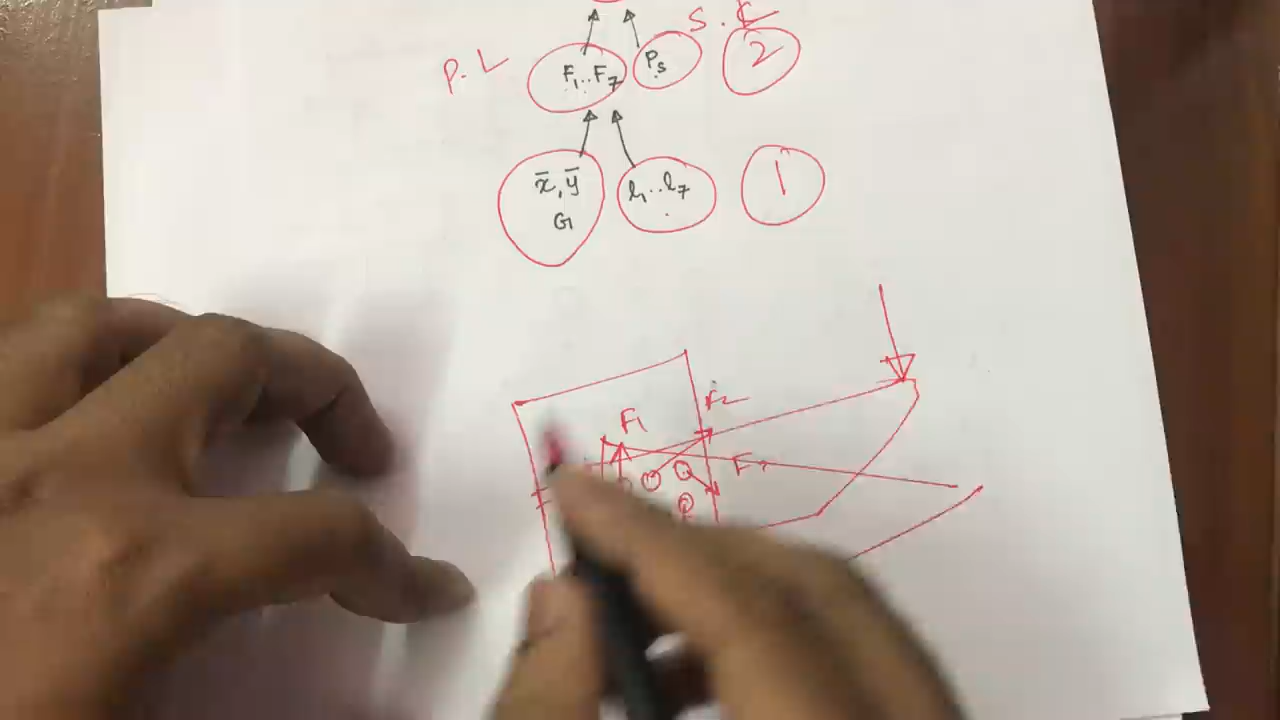 S.L
P.L F₁..F₇ Pₛ 2
x̄, ȳ l₁..l₇ 1
G
F₂
F₁